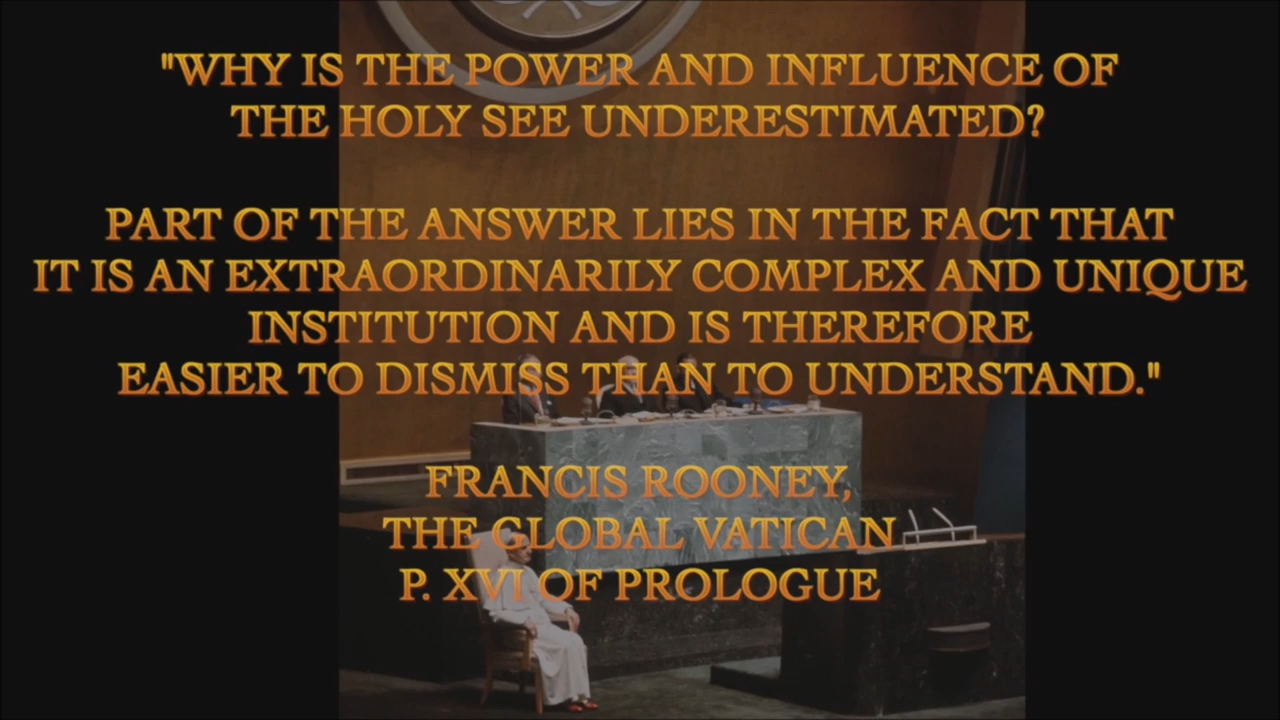 "WHY IS THE POWER AND INFLUENCE OF
THE HOLY SEE UNDERESTIMATED?
PART OF THE ANSWER LIES IN THE FACT THAT
IT IS AN EXTRAORDINARILY COMPLEX AND UNIQUE
INSTITUTION AND IS THEREFORE
EASIER TO DISMISS THAN TO UNDERSTAND."
FRANCIS ROONEY,
THE GLOBAL VATICAN
P. XVI OF PROLOGUE